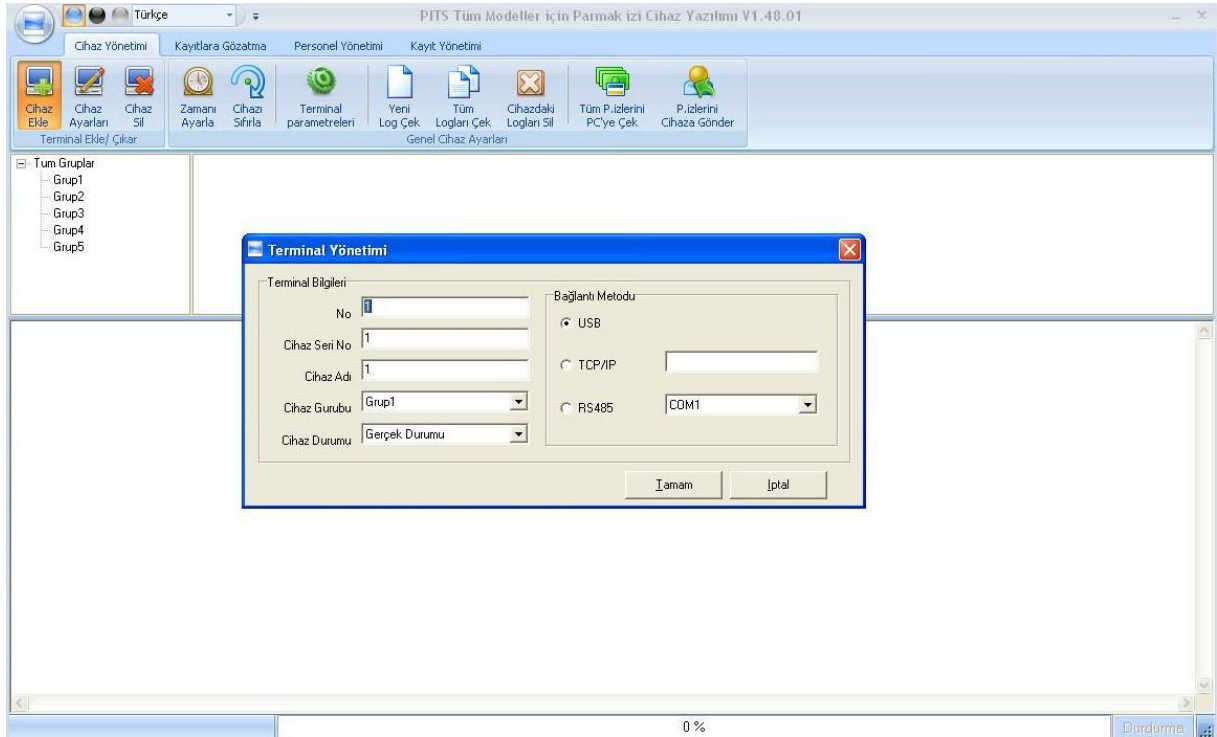 Türkçe
PITS Tüm Modeller için Parmak izi Cihaz Yazılımı V1.48.01
Cihaz Yönetimi Kayıtlara Gözatma Personel Yönetimi Kayıt Yönetimi
Cihaz Ekle
Cihaz Ayarları
Cihaz Sil
Zamanı Ayarla
Cihazı Sıfırla
Terminal parametreleri
Yeni Log Çek
Tüm Logları Çek
Cihazdaki Logları Sil
Tüm P.izlerini PC'ye Çek
P.izlerini Cihaza Gönder
Terminal Ekle/ Çıkar
Genel Cihaz Ayarları
Tum Gruplar
Grup1
Grup2
Grup3
Grup4
Grup5
Terminal Yönetimi
Terminal Bilgileri
No 1
Cihaz Seri No 1
Cihaz Adı 1
Cihaz Gurubu Grup1
Cihaz Durumu Gerçek Durumu
Bağlantı Metodu
USB
TCP/IP
RS485 COM1
Tamam
Iptal
0 %
Durdurma